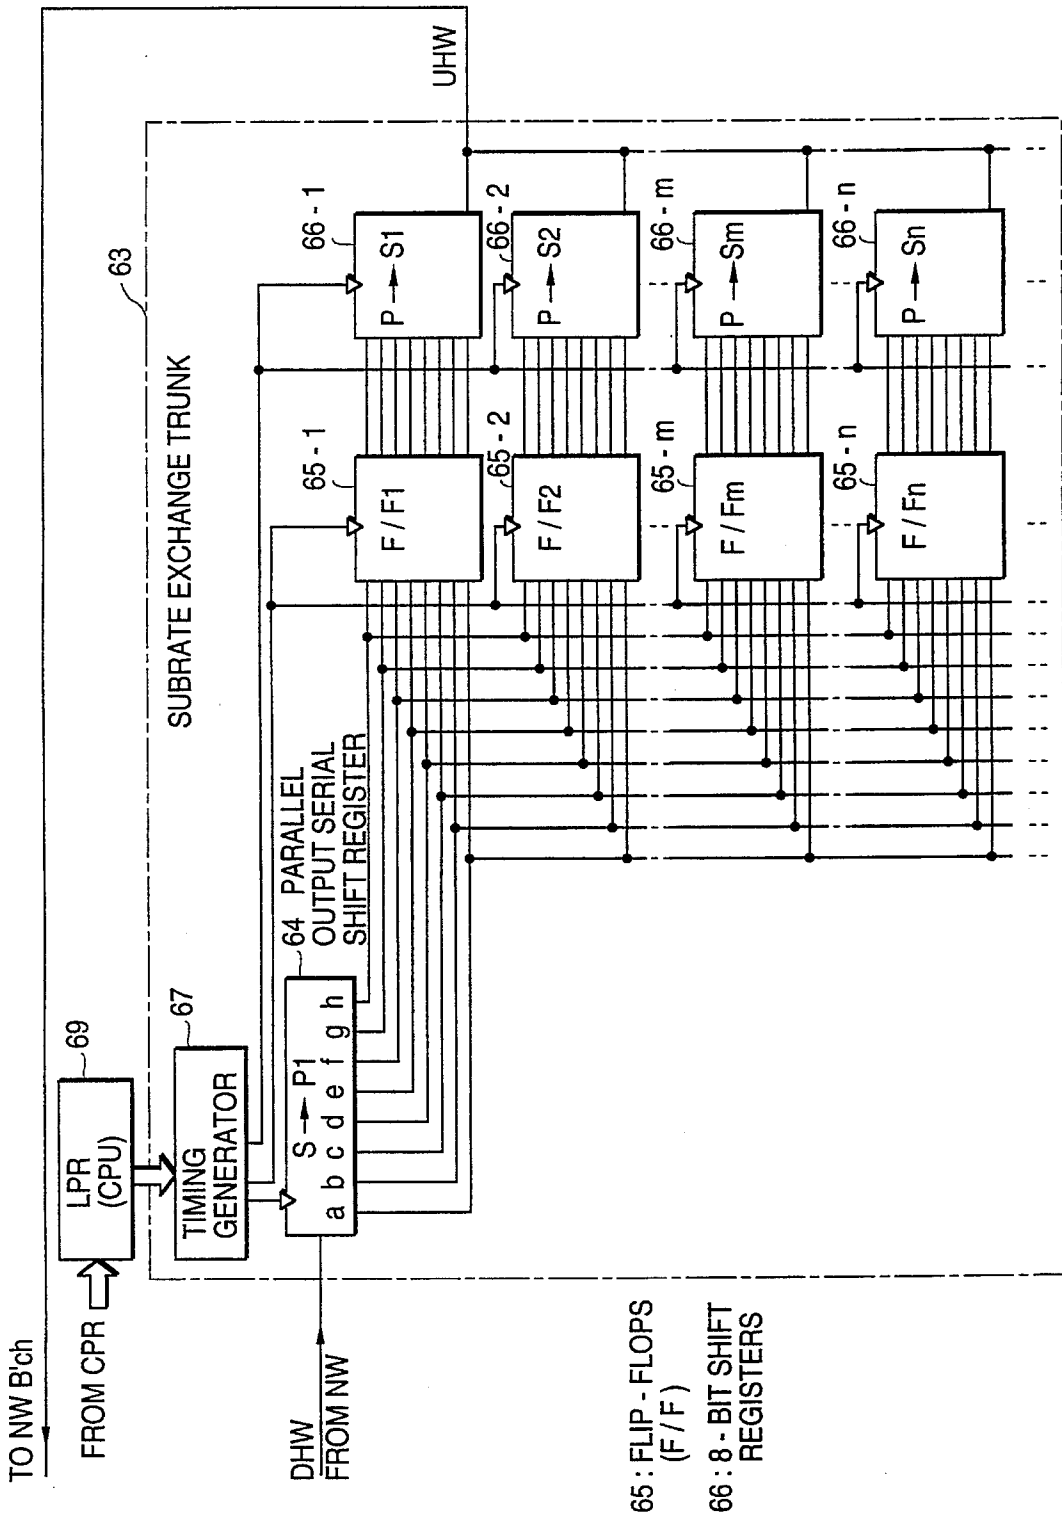 TO NW B'ch
FROM CPR
LPR
(CPU)
69
UHW
63
SUBRATE EXCHANGE TRUNK
TIMING
GENERATOR
67
DHW
FROM NW
S → P1
a b c d e f g h
64 PARALLEL
OUTPUT SERIAL
SHIFT REGISTER
F / F1
65 - 1
P → S1
66 - 1
F / F2
65 - 2
P → S2
66 - 2
F / Fm
65 - m
P → Sm
66 - m
F / Fn
65 - n
P → Sn
66 - n
65 : FLIP - FLOPS
(F / F)
66 : 8 - BIT SHIFT
REGISTERS